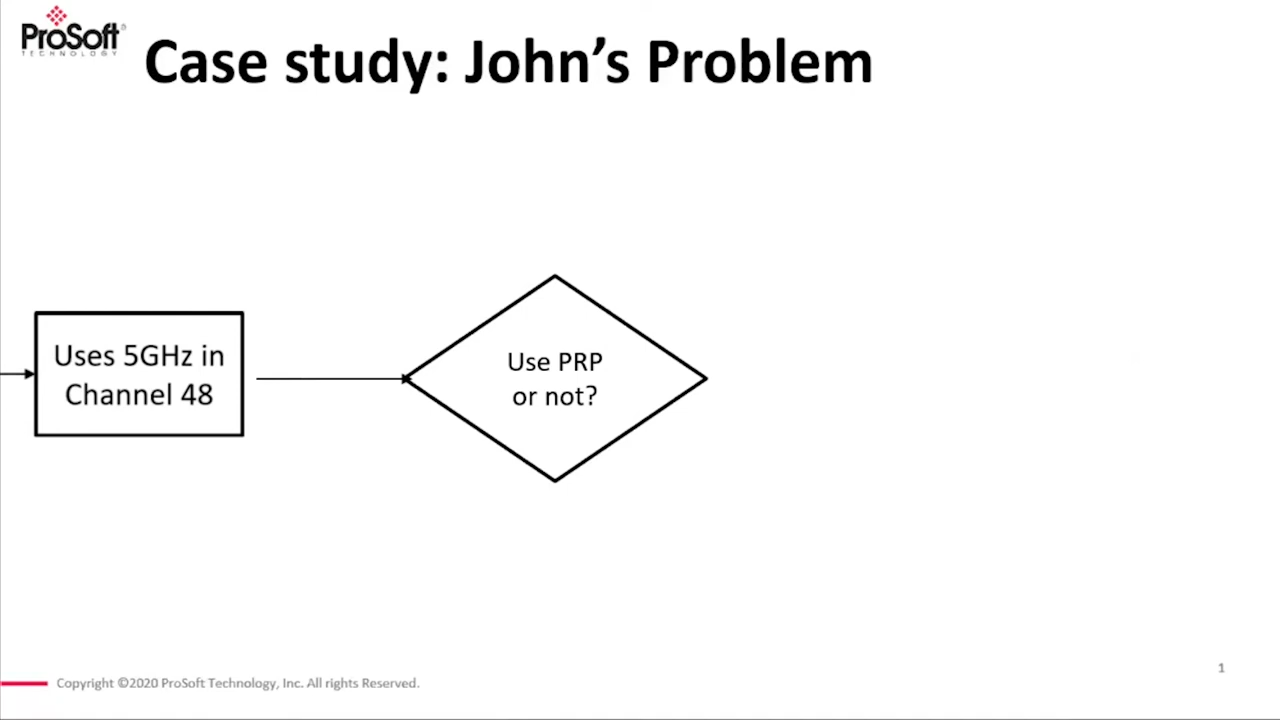 ProSoft®
TECHNOLOGY
Case study: John's Problem
Uses 5GHz in
Channel 48
Use PRP
or not?
1
Copyright ©2020 ProSoft Technology, Inc. All rights Reserved.